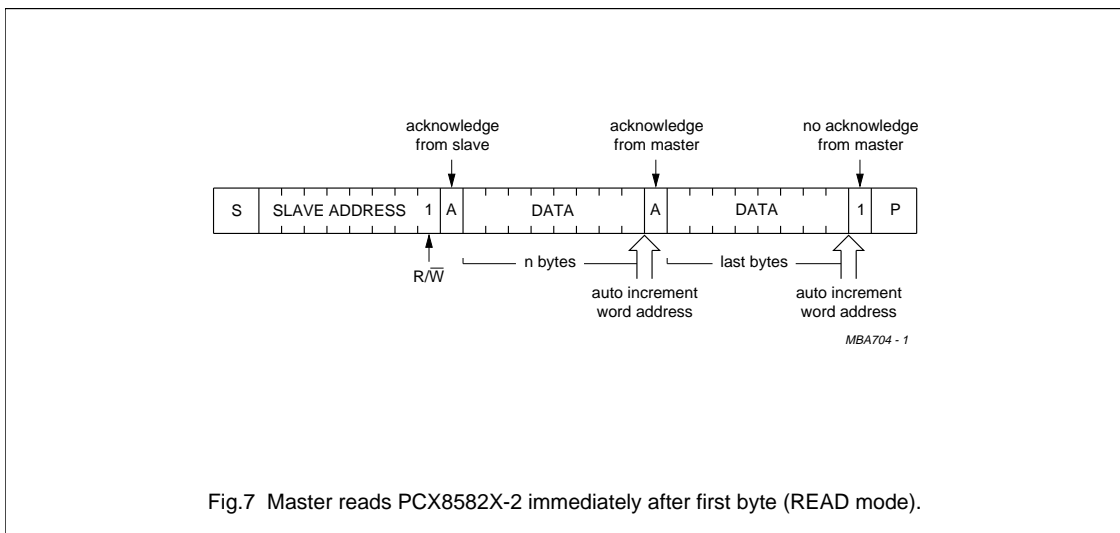 acknowledge
from slave
acknowledge
from master
no acknowledge
from master
S SLAVE ADDRESS 1 A DATA A DATA 1 P
R/W̅
n bytes
last bytes
auto increment
word address
auto increment
word address
MBA704 - 1
Fig.7 Master reads PCX8582X-2 immediately after first byte (READ mode).